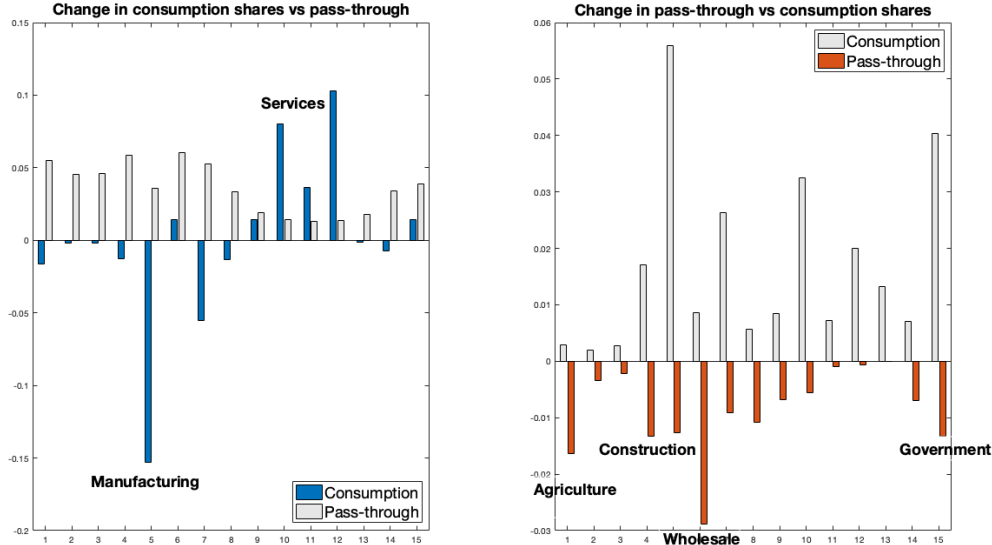 Change in consumption shares vs pass-through
0.15
0.1
0.05
0
-0.05
-0.1
-0.15
-0.2
Services
Manufacturing
Consumption
Pass-through
1 2 3 4 5 6 7 8 9 10 11 12 13 14 15
Change in pass-through vs consumption shares
0.06
0.05
0.04
0.03
0.02
0.01
0
-0.01
-0.02
-0.03
Consumption
Pass-through
Construction
Government
Agriculture
Wholesale
1 2 3 4 5 6 8 9 10 11 12 13 14 15